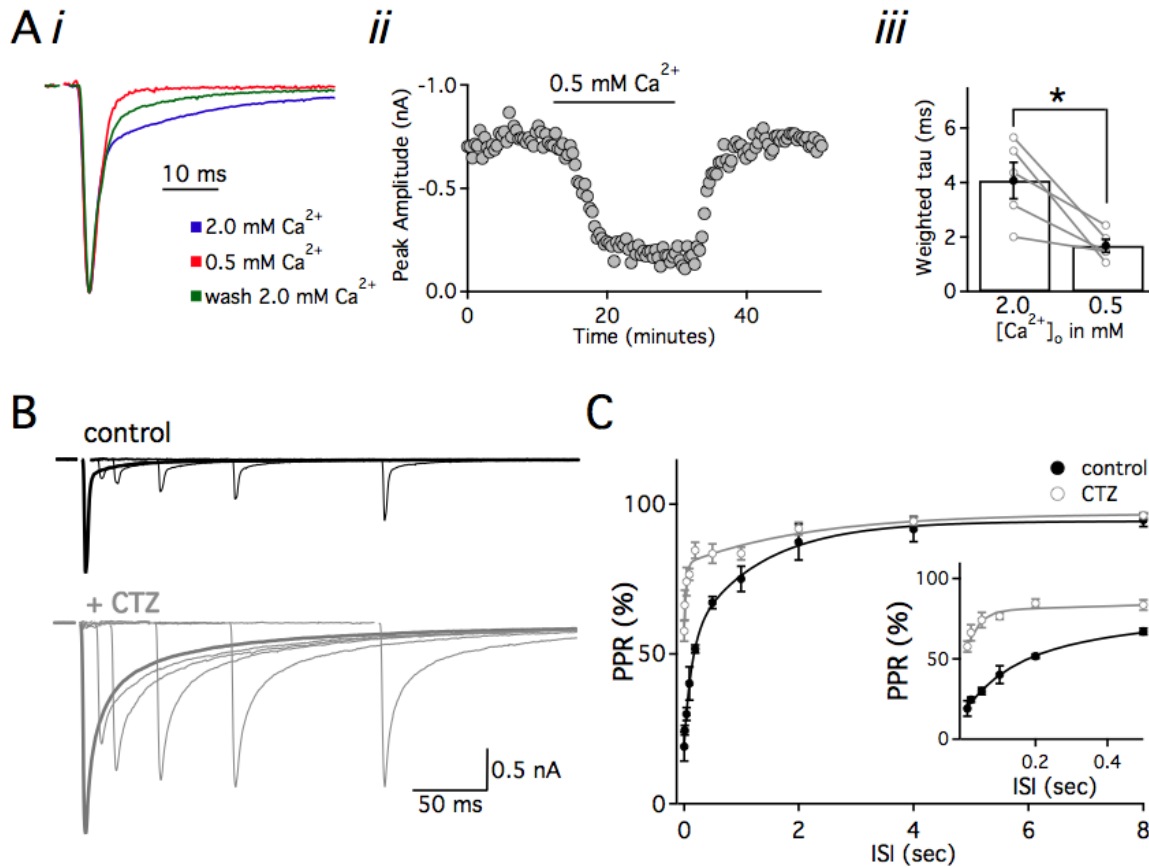 A i
10 ms
2.0 mM Ca²⁺
0.5 mM Ca²⁺
wash 2.0 mM Ca²⁺
ii
0.5 mM Ca²⁺
Peak Amplitude (nA)
-1.0
-0.5
0.0
0 20 40
Time (minutes)
iii
*
Weighted tau (ms)
6
4
2
0
2.0 0.5
[Ca²⁺]ₒ in mM
B
control
+ CTZ
0.5 nA
50 ms
C
control
CTZ
PPR (%)
100
50
0
0 2 4 6 8
ISI (sec)
PPR (%)
100
50
0
0.2 0.4
ISI (sec)